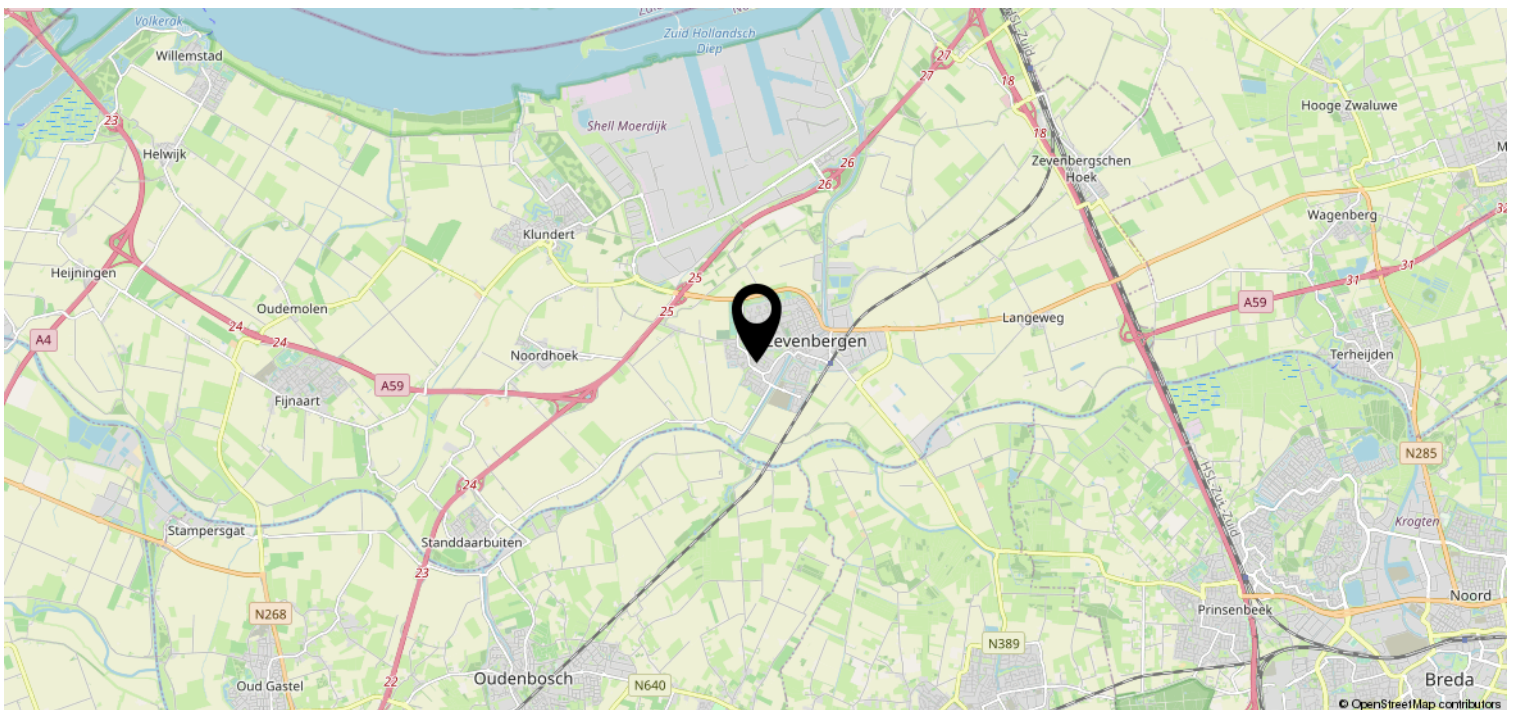 Volkerak
Zuid Hollandsch
Diep
HSL Zuid
Willemstad
27
27
18
Shell Moerdijk
Hooge Zwaluwe
23
18
Helwijk
26
26
Zevenbergschen
Hoek
Wagenberg
Klundert
Heijningen
25
31
31
Oudemolen
25
A59
Langeweg
24
24
A4
Zevenbergen
Noordhoek
Terheijden
A59
Fijnaart
N285
24
HSL Zuid
Krogten
Stampersgat
Standdaarbuiten
23
Noord
N268
Prinsenbeek
N389
Oudenbosch
Breda
Oud Gastel
22
N640
© OpenStreetMap contributors